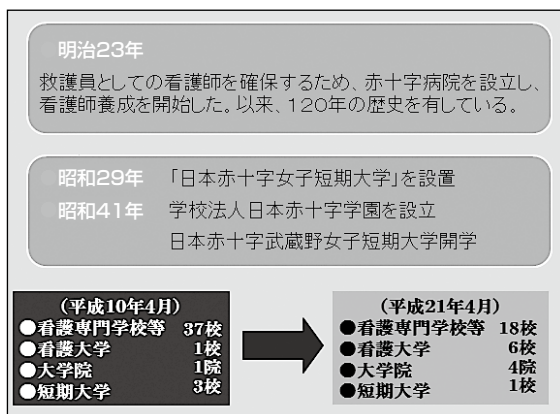 明治23年
救護員としての看護師を確保するため、赤十字病院を設立し、
看護師養成を開始した。以来、120年の歴史を有している。
昭和29年 「日本赤十字女子短期大学」を設置
昭和41年 学校法人日本赤十字学園を設立
日本赤十字武蔵野女子短期大学開学
（平成10年4月）
●看護専門学校等 37校
●看護大学 1校
●大学院 1院
●短期大学 3校
（平成21年4月）
●看護専門学校等 18校
●看護大学 6校
●大学院 4院
●短期大学 1校